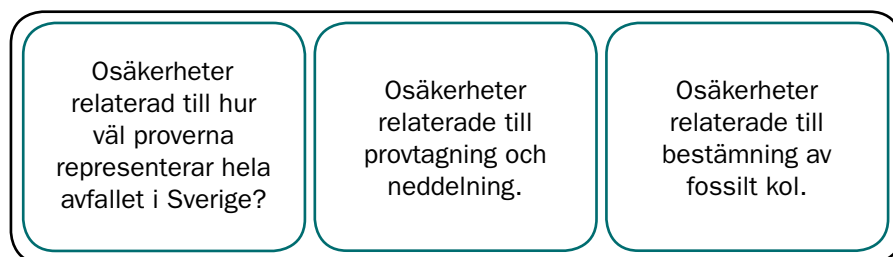 Osäkerheter
relaterad till hur
väl proverna
representerar hela
avfallet i Sverige?
Osäkerheter
relaterade till
provtagning och
neddelning.
Osäkerheter
relaterade till
bestämning av
fossilt kol.